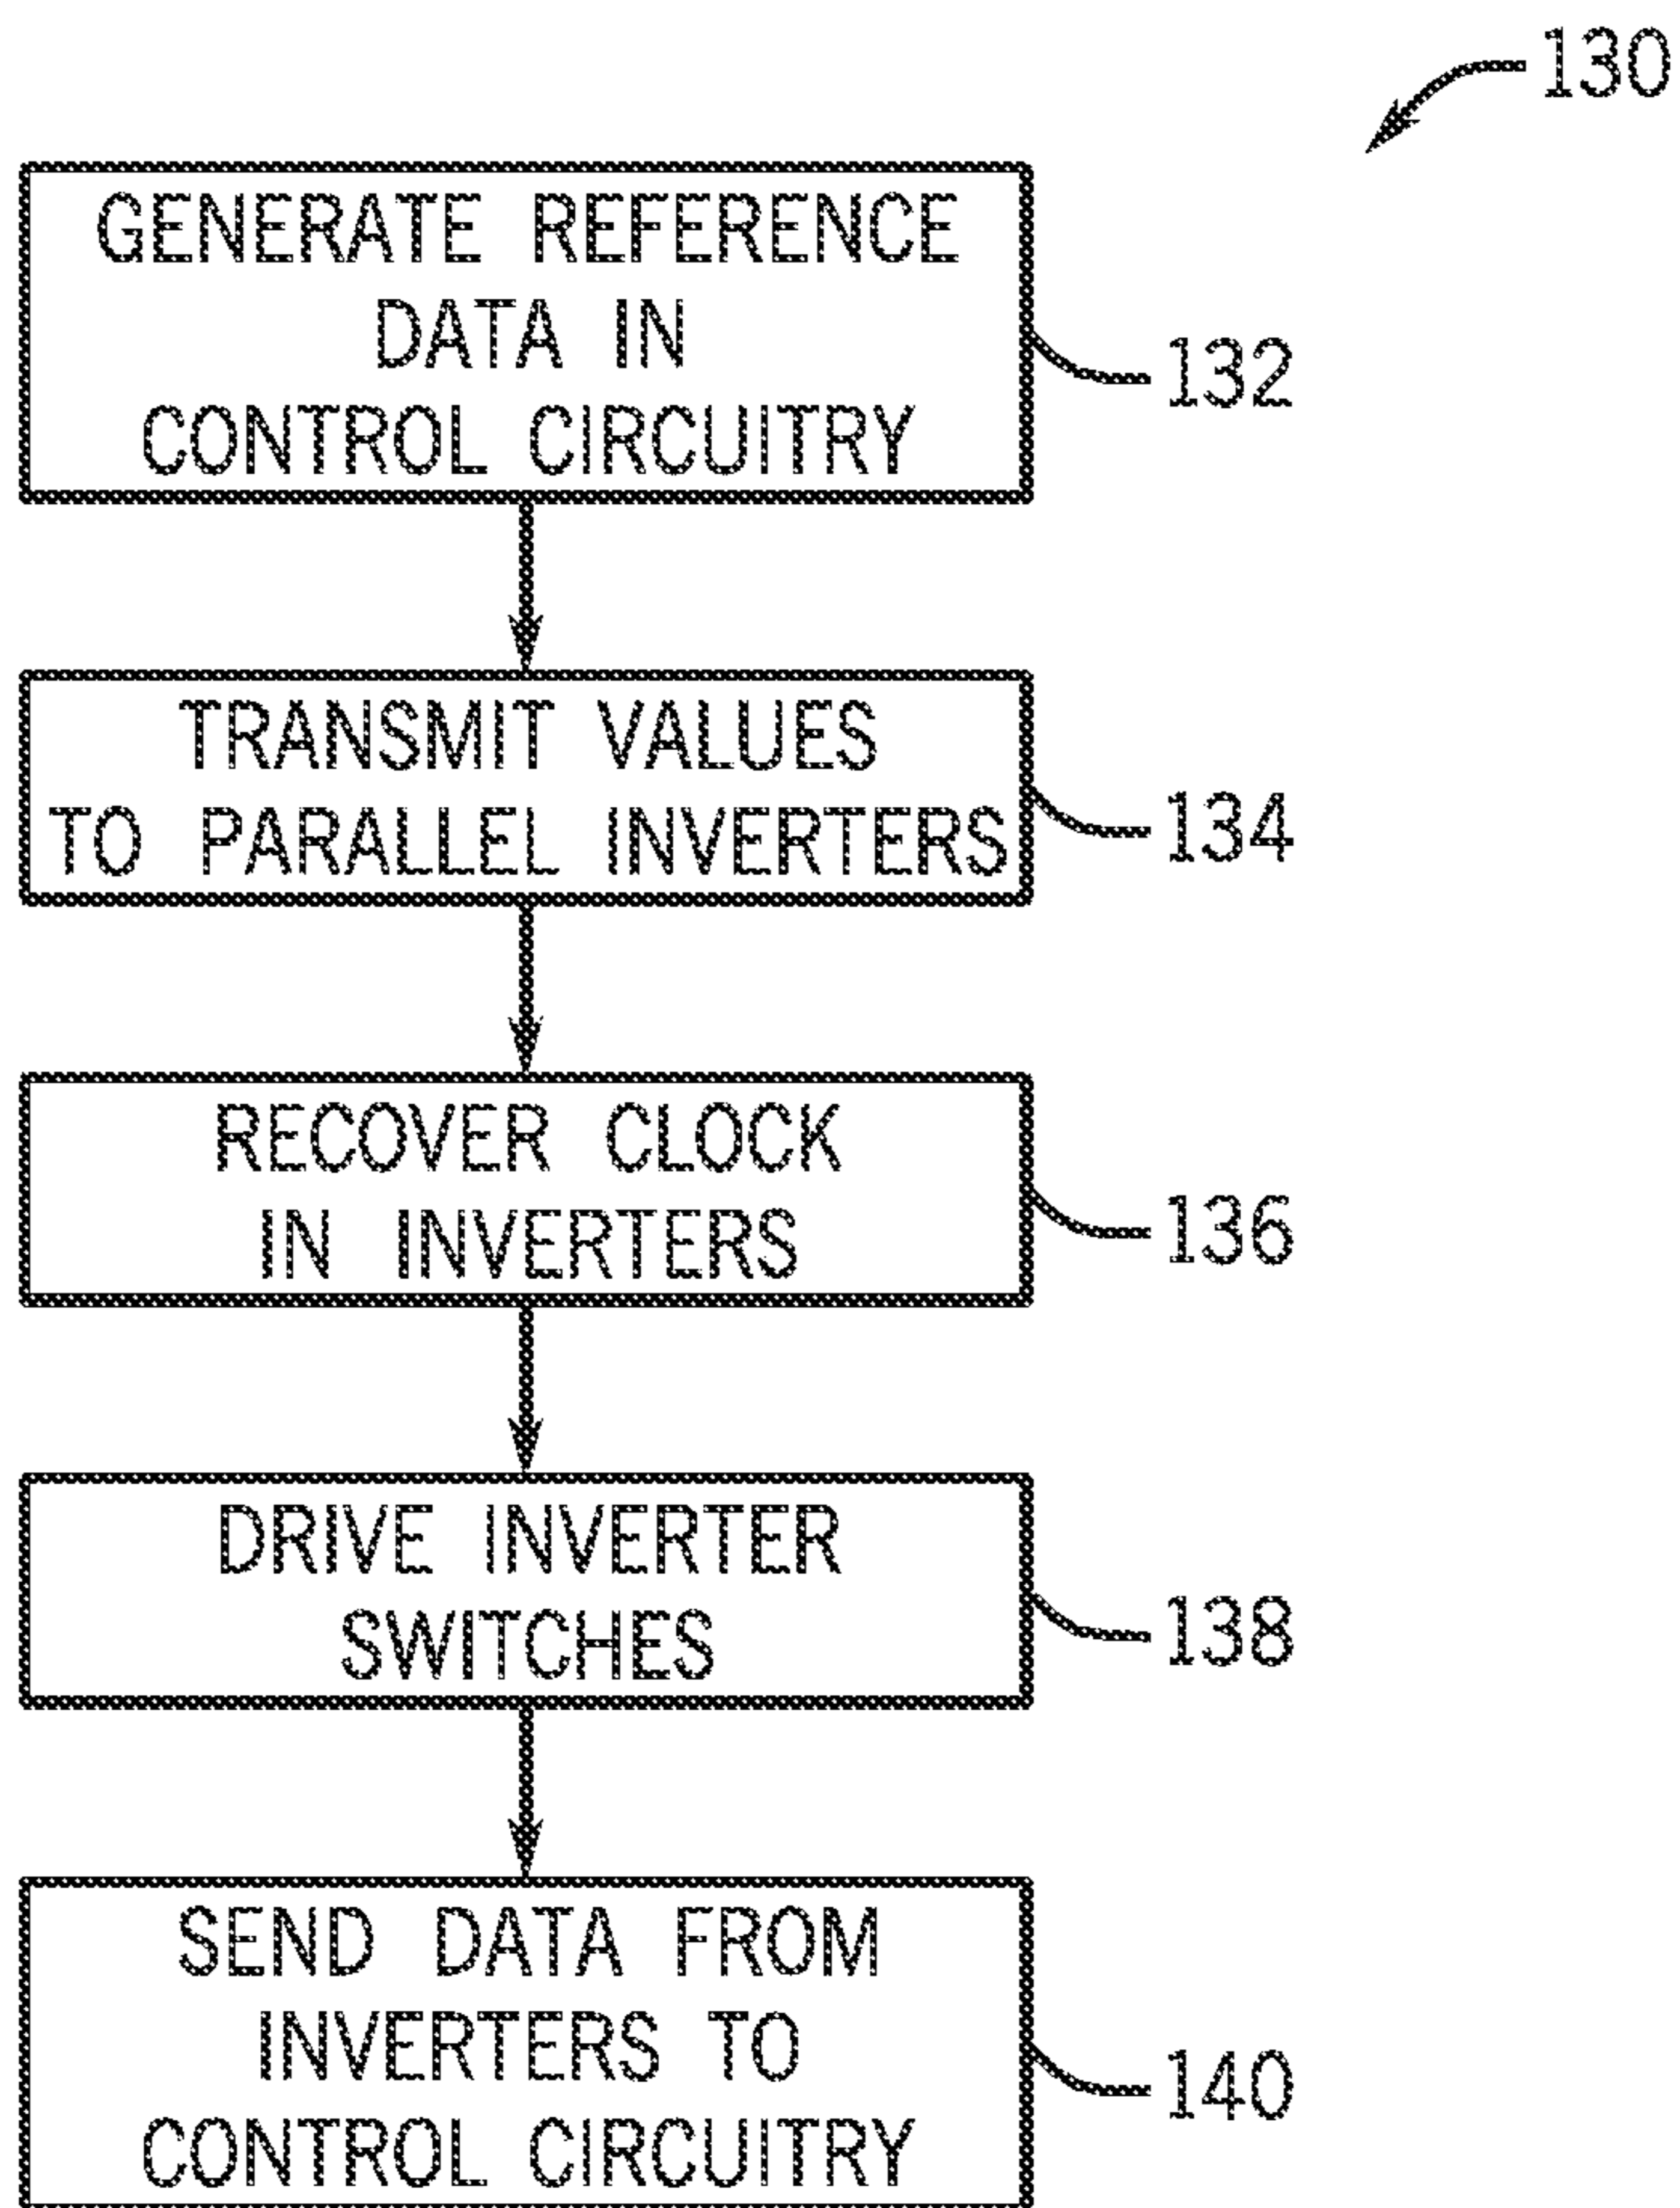 130
GENERATE REFERENCE
DATA IN
CONTROL CIRCUITRY
132
TRANSMIT VALUES
TO PARALLEL INVERTERS
134
RECOVER CLOCK
IN INVERTERS
136
DRIVE INVERTER
SWITCHES
138
SEND DATA FROM
INVERTERS TO
CONTROL CIRCUITRY
140